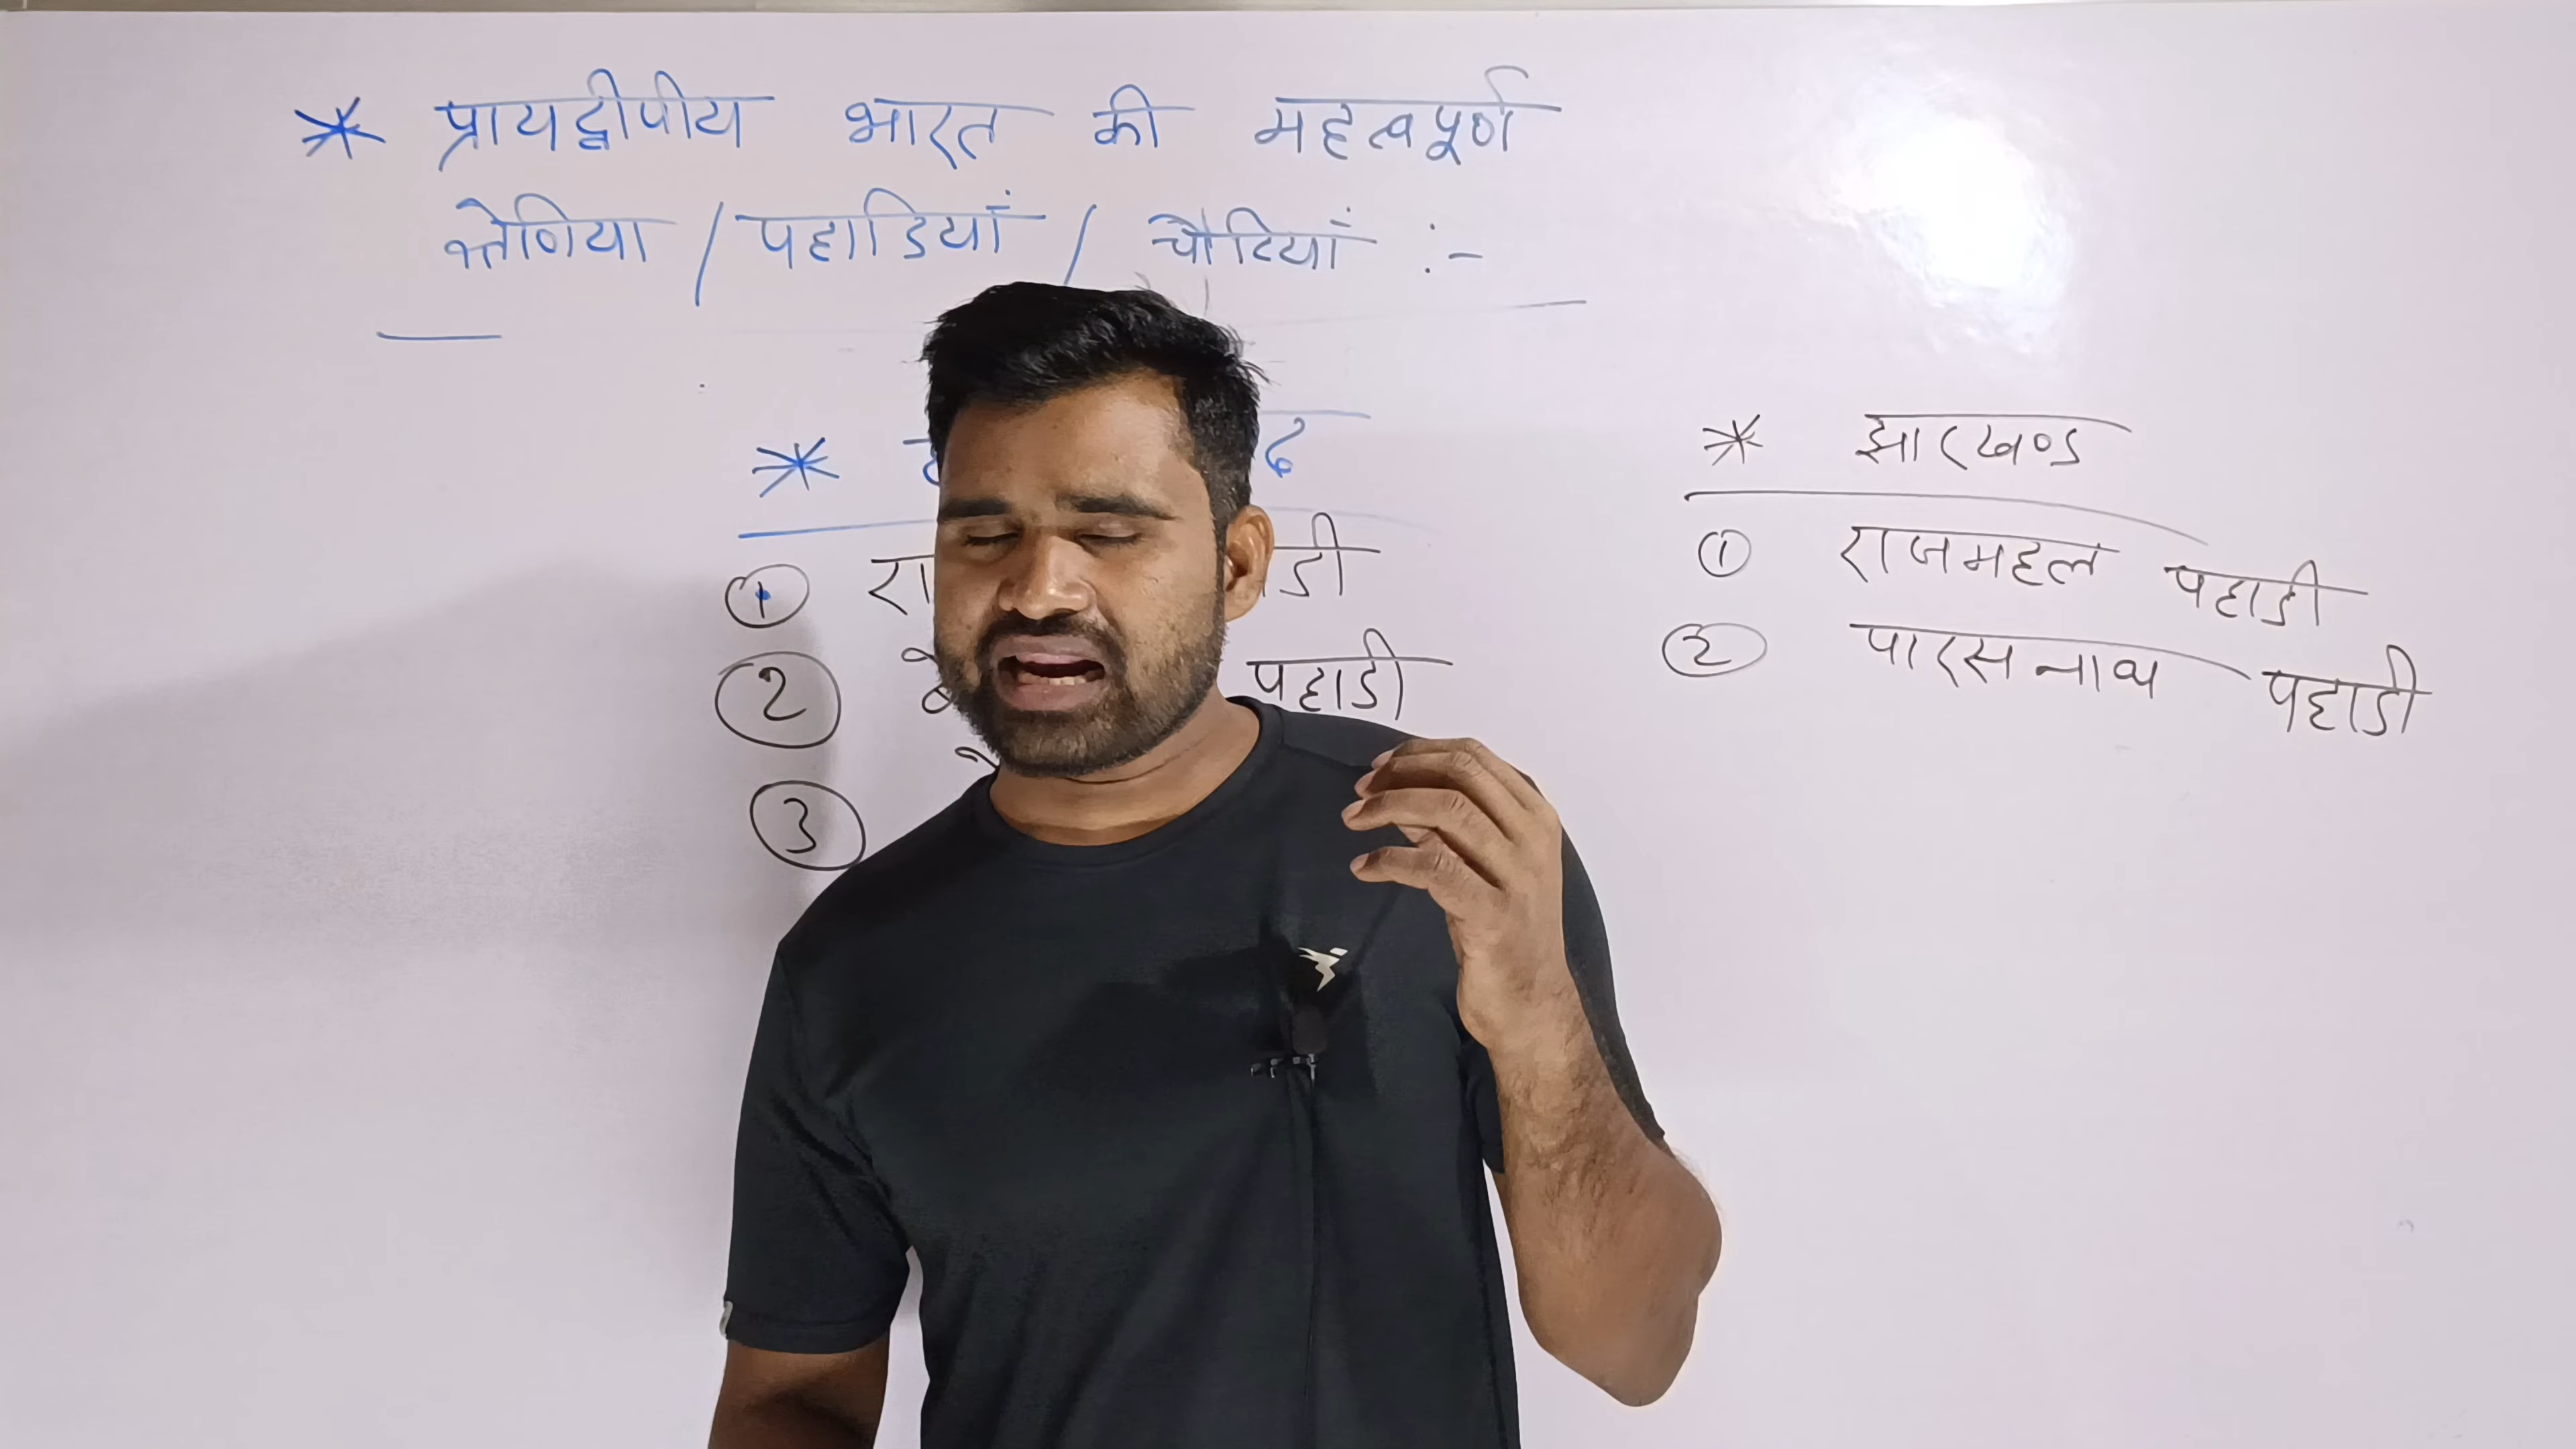 * प्रायद्वीपीय भारत की महत्वपूर्ण
श्रेणिया / पहाडियाँ / चौटियाँ :-
*
①
② पहाडी
③
* झारखण्ड
① राजमहल पहाडी
② पारसनाथ पहाडी